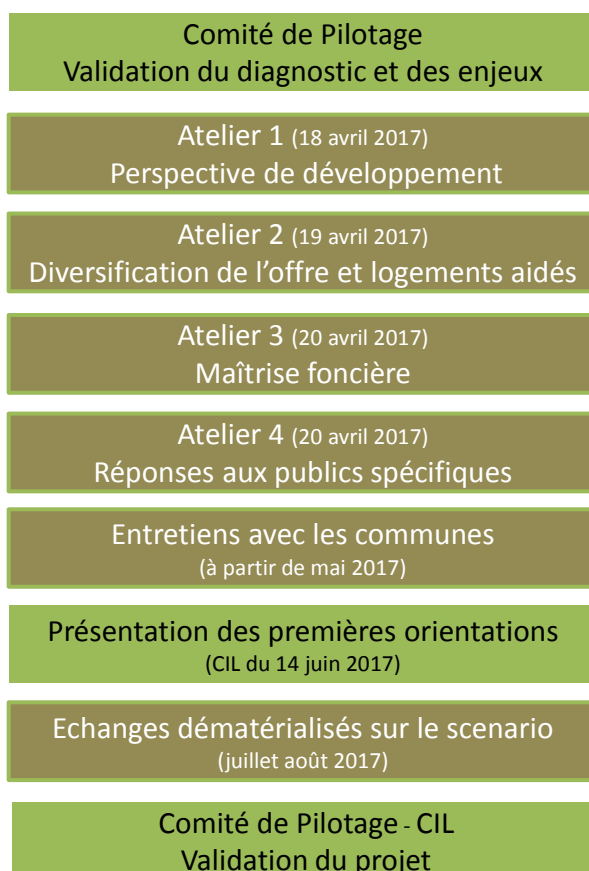 Comité de Pilotage
Validation du diagnostic et des enjeux
Atelier 1 (18 avril 2017)
Perspective de développement
Atelier 2 (19 avril 2017)
Diversification de l’offre et logements aidés
Atelier 3 (20 avril 2017)
Maîtrise foncière
Atelier 4 (20 avril 2017)
Réponses aux publics spécifiques
Entretiens avec les communes
(à partir de mai 2017)
Présentation des premières orientations
(CIL du 14 juin 2017)
Echanges dématérialisés sur le scenario
(juillet août 2017)
Comité de Pilotage - CIL
Validation du projet